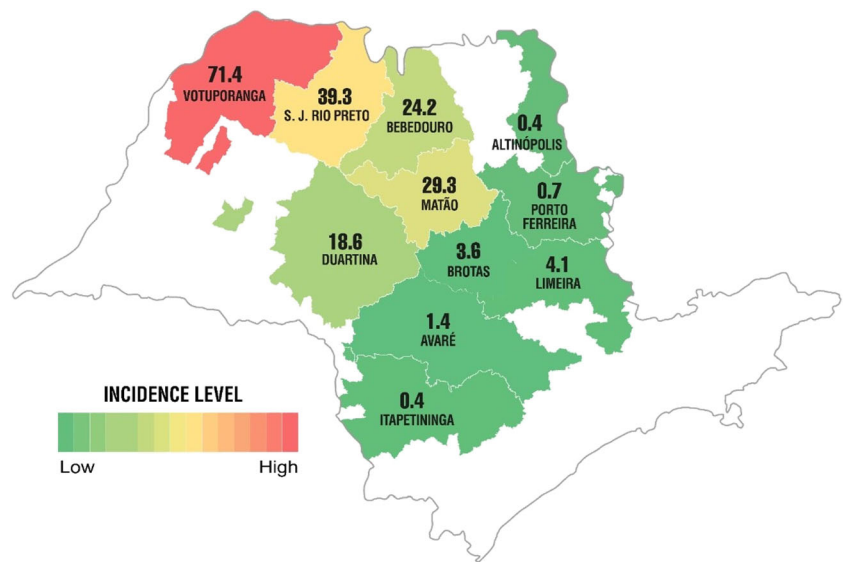 71.4
VOTUPORANGA
39.3
S. J. RIO PRETO
24.2
BEBEDOURO
0.4
ALTINÓPOLIS
29.3
MATÃO
0.7
PORTO
FERREIRA
18.6
DUARTINA
3.6
BROTAS
4.1
LIMEIRA
1.4
AVARÉ
0.4
ITAPETININGA
INCIDENCE LEVEL
Low
High